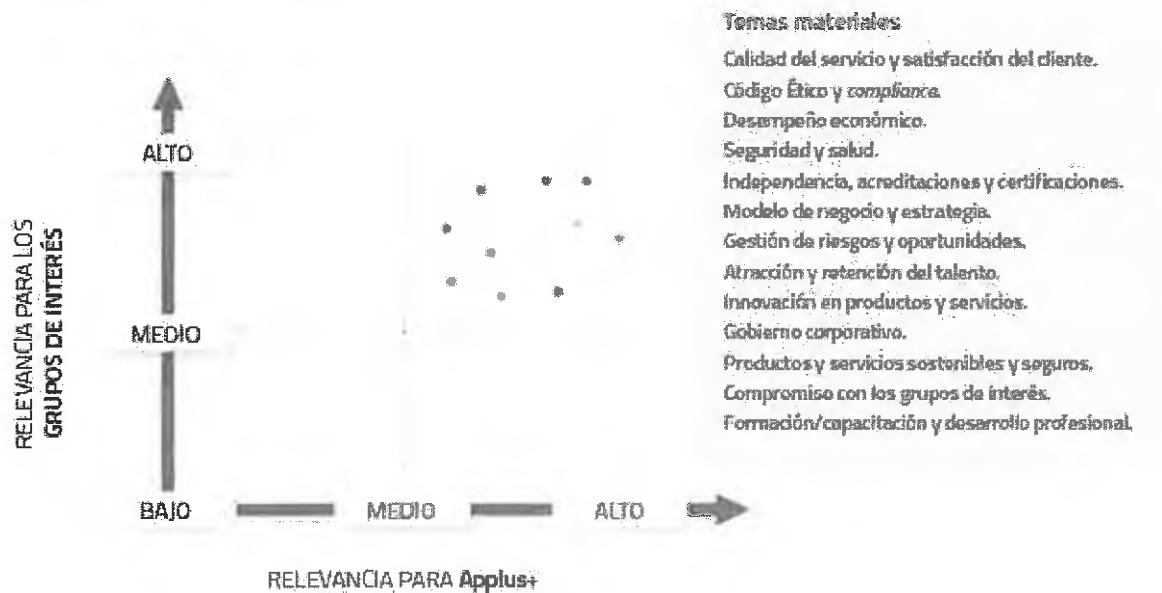 Temas materiales
Calidad del servicio y satisfacción del cliente.
Código Ético y compliance.
Desempeño económico.
Seguridad y salud.
Independencia, acreditaciones y certificaciones.
Modelo de negocio y estrategia.
Gestión de riesgos y oportunidades.
Atracción y retención del talento.
Innovación en productos y servicios.
Gobierno corporativo.
Productos y servicios sostenibles y seguros.
Compromiso con los grupos de interés.
Formación/capacitación y desarrollo profesional.
RELEVANCIA PARA LOS
GRUPOS DE INTERÉS
ALTO
MEDIO
BAJO
MEDIO
ALTO
RELEVANCIA PARA Applus+